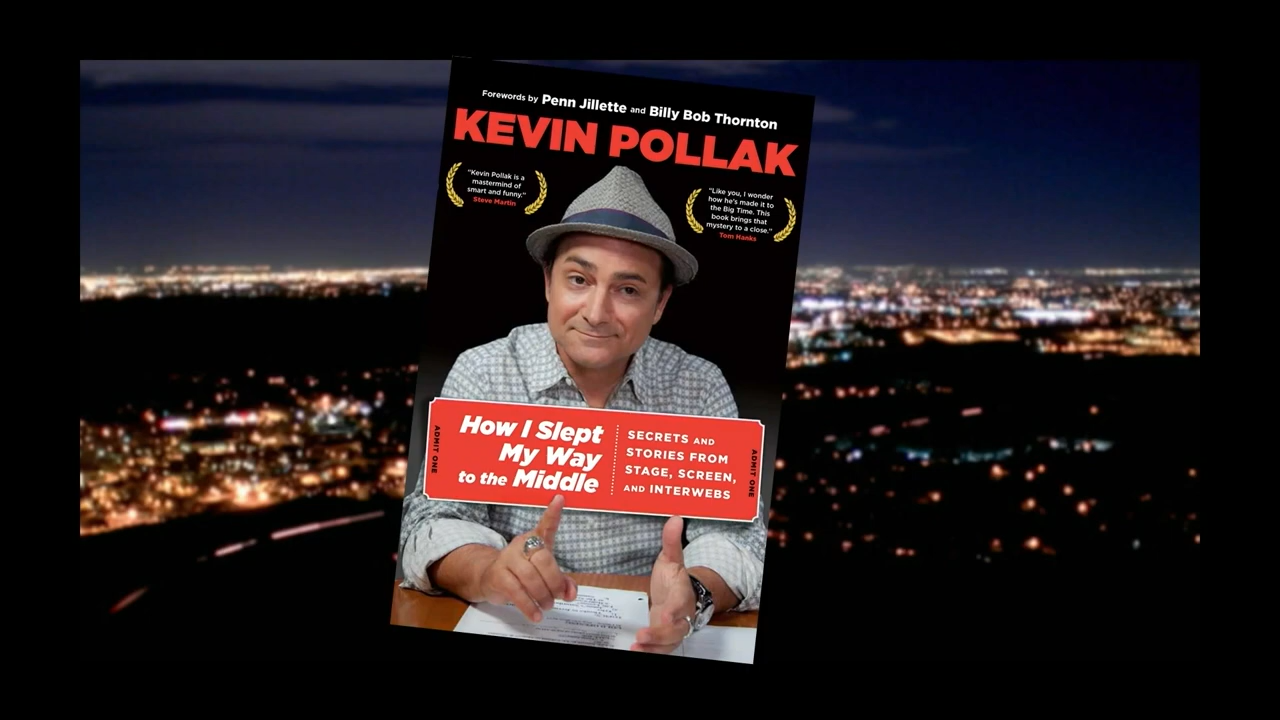 Forewords by Penn Jillette and Billy Bob Thornton
KEVIN POLLAK
"Kevin Pollak is a
mastermind of
smart and funny."
Steve Martin
"Like you, I wonder
how he's made it to
the Big Time. This
book brings that
mystery to a close."
Tom Hanks
ADMIT ONE
How I Slept
My Way
to the Middle
SECRETS AND
STORIES FROM
STAGE, SCREEN,
AND INTERWEBS
ADMIT ONE